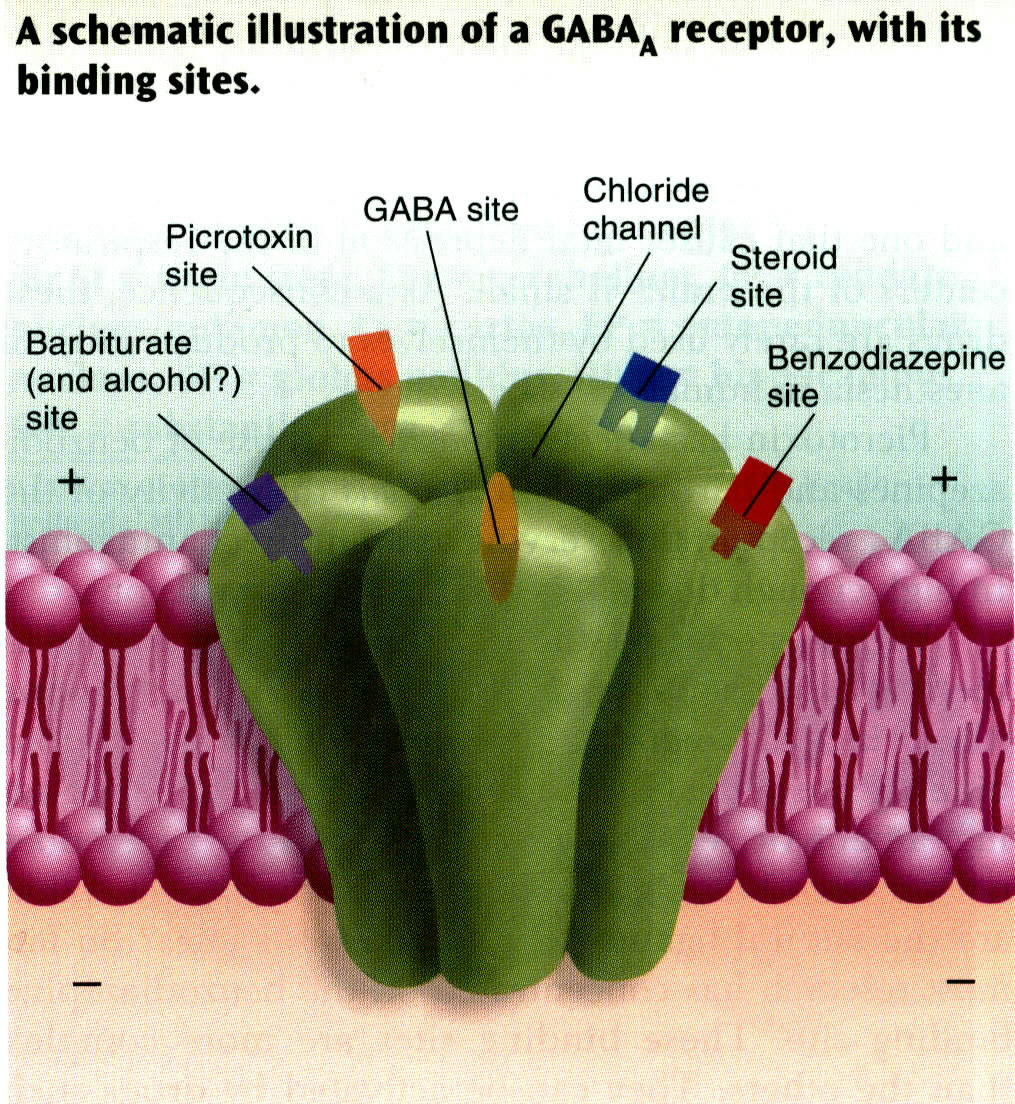 A schematic illustration of a GABAA receptor, with its
binding sites.
Chloride
channel
GABA site
Picrotoxin
site
Steroid
site
Barbiturate
(and alcohol?)
site
Benzodiazepine
site
+
+
–
–